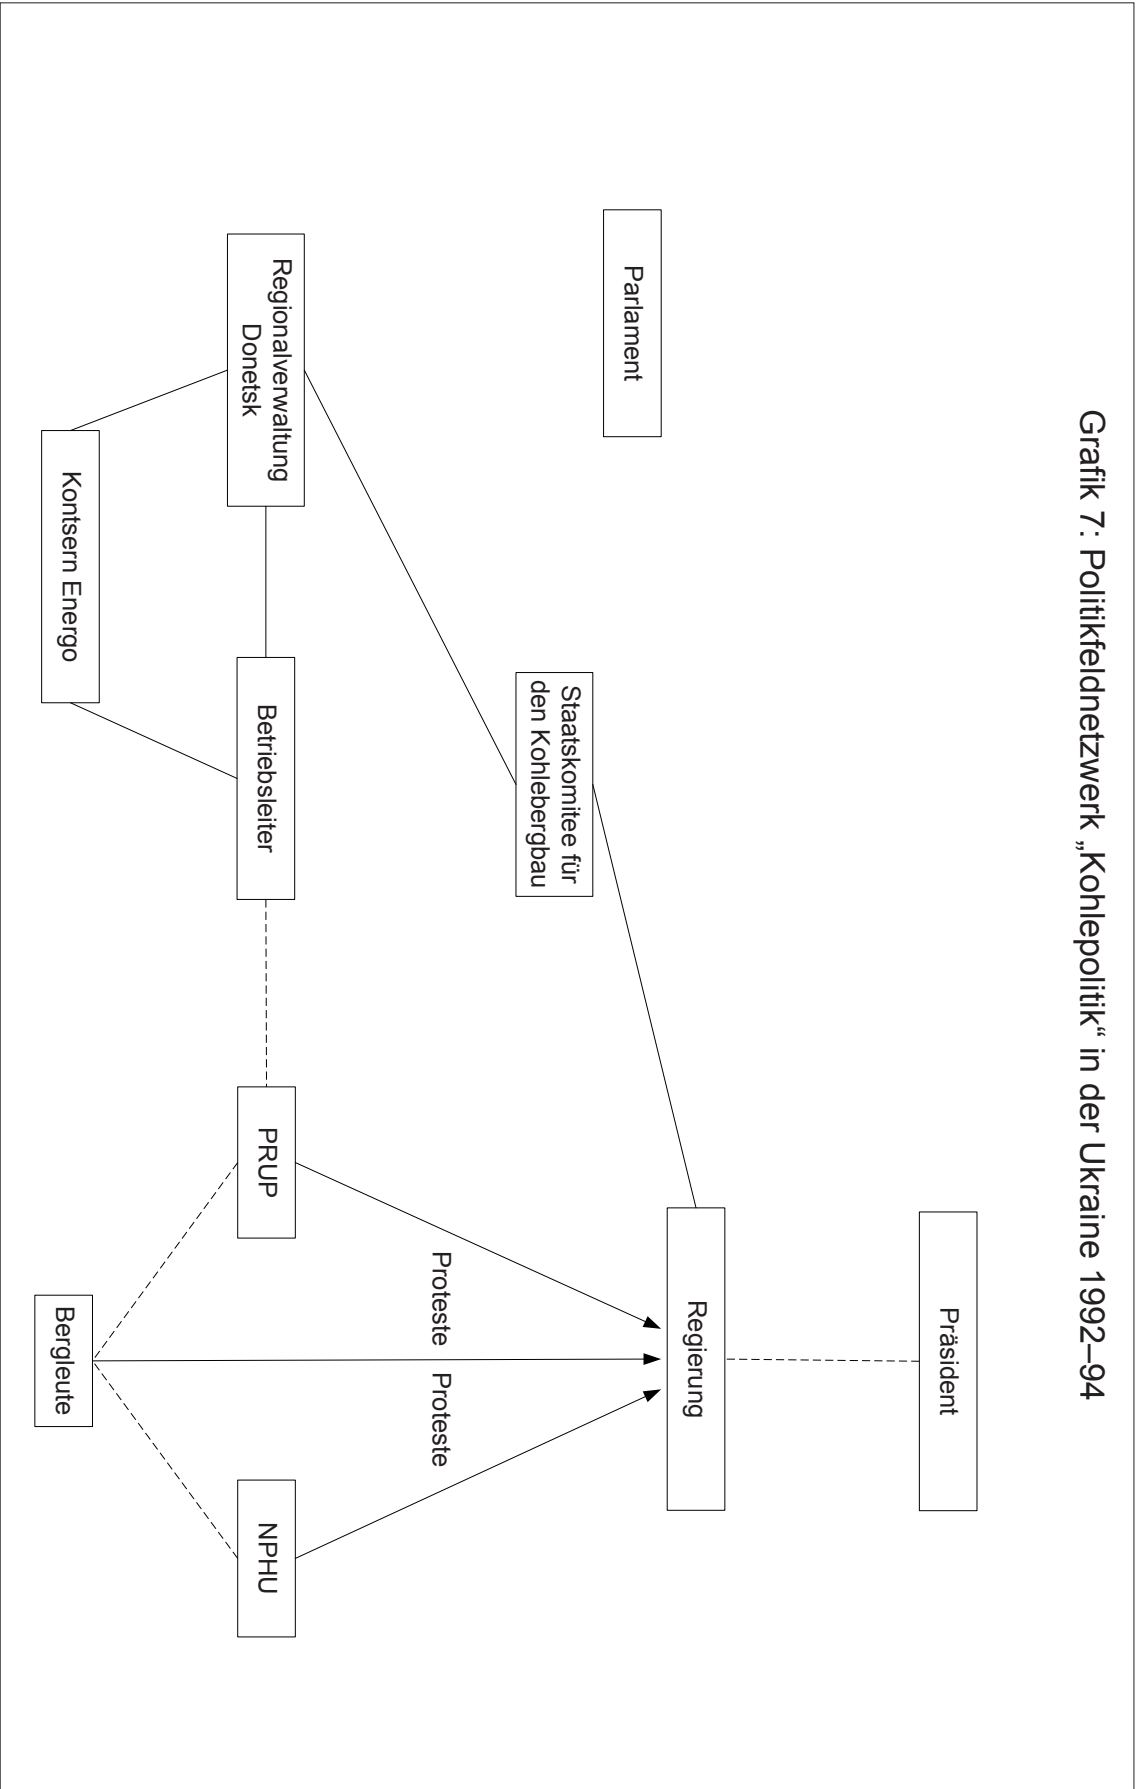 Grafik 7: Politikfeldnetzwerk „Kohlepolitik“ in der Ukraine 1992–94
Präsident
Parlament
Regierung
Staatskomitee für
den Kohlebergbau
Proteste
Proteste
Regionalverwaltung
Donetsk
Betriebsleiter
PRUP
NPHU
Kontsern Energo
Bergleute